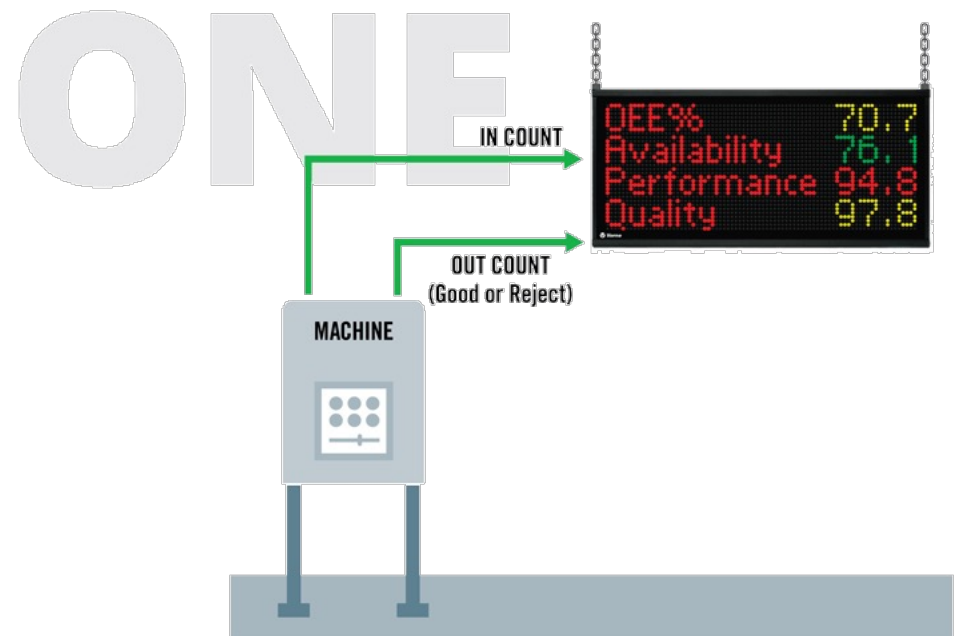 ONE
IN COUNT
OEE% 70.7
Availability 76.1
Performance 94.8
Quality 97.8
OUT COUNT
(Good or Reject)
MACHINE